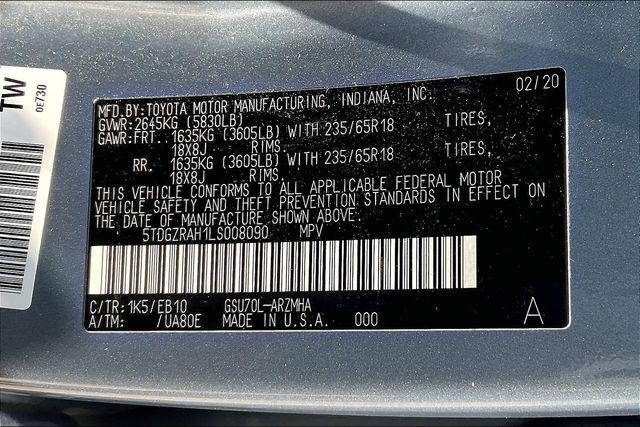 TW
0E730
02/20
MFD.BY:TOYOTA MOTOR MANUFACTURING, INDIANA, INC.
GVWR:2645KG (5830LB)
GAWR:FRT. 1635KG (3605LB) WITH 235/65R18 TIRES,
18X8J RIMS.
RR. 1635KG (3605LB) WITH 235/65R18 TIRES,
18X8J RIMS.
THIS VEHICLE CONFORMS TO ALL APPLICABLE FEDERAL MOTOR
VEHICLE SAFETY AND THEFT PREVENTION STANDARDS IN EFFECT ON
THE DATE OF MANUFACTURE SHOWN ABOVE.
5TDGZRAH1LS008090 MPV
C/TR:1K5/EB10 GSU70L-ARZMHA
A/TM: /UA80E MADE IN U.S.A. 000
A